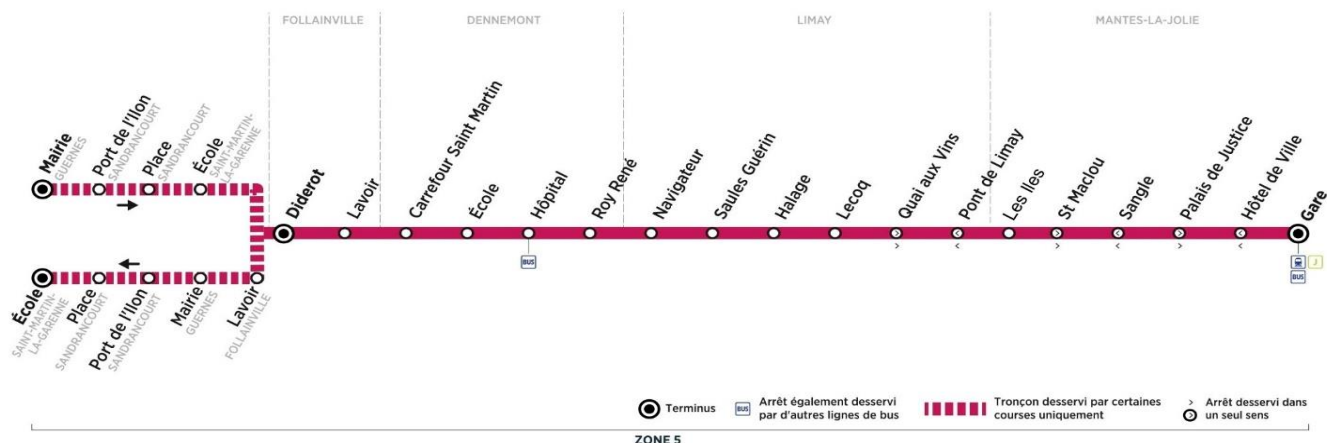 FOLLAINVILLE
DENNEMONT
LIMAY
MANTES-LA-JOLIE
Mairie
GUERNES
Port de l'Ilon
SANDRANCOURT
Place
SANDRANCOURT
École
SAINT-MARTIN-
LA-GARENNE
Diderot
Lavoir
Carrefour Saint Martin
École
Hôpital
Roy René
Navigateur
Saules Guérin
Halage
Lecoq
Quai aux Vins
Pont de Limay
Les Iles
St Maclou
Sangle
Palais de Justice
Hôtel de Ville
Gare
BUS
J
BUS
École
SAINT-MARTIN-
LA-GARENNE
Place
SANDRANCOURT
Port de l'Ilon
SANDRANCOURT
Mairie
GUERNES
Lavoir
FOLLAINVILLE
Terminus
BUS
Arrêt également desservi
par d'autres lignes de bus
Tronçon desservi par certaines
courses uniquement
Arrêt desservi dans
un seul sens
ZONE 5